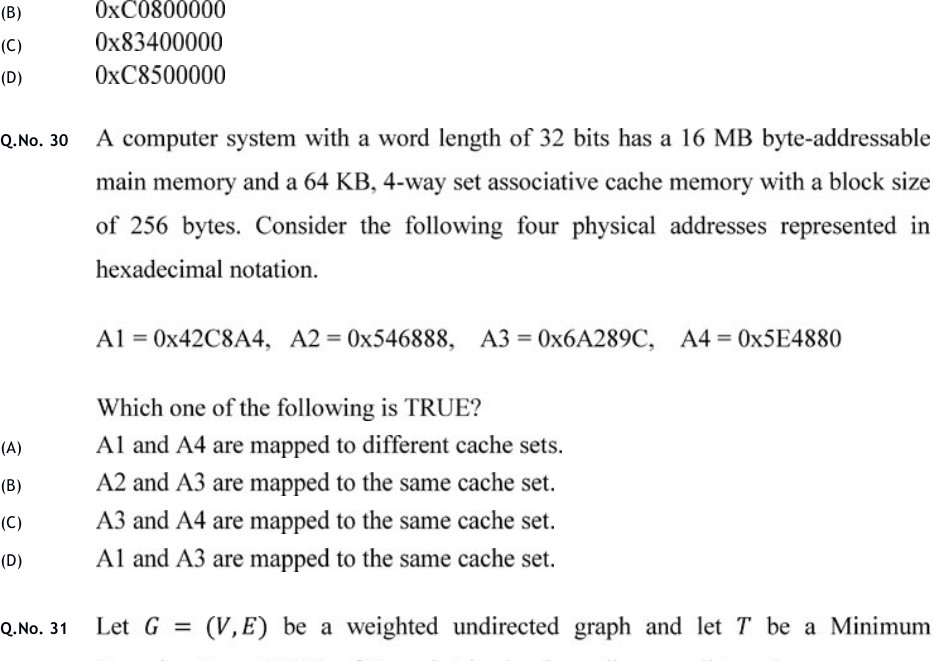 (B) 0xC0800000
(C) 0x83400000
(D) 0xC8500000
Q.No. 30 A computer system with a word length of 32 bits has a 16 MB byte-addressable
main memory and a 64 KB, 4-way set associative cache memory with a block size
of 256 bytes. Consider the following four physical addresses represented in
hexadecimal notation.
A1 = 0x42C8A4, A2 = 0x546888, A3 = 0x6A289C, A4 = 0x5E4880
Which one of the following is TRUE?
(A) A1 and A4 are mapped to different cache sets.
(B) A2 and A3 are mapped to the same cache set.
(C) A3 and A4 are mapped to the same cache set.
(D) A1 and A3 are mapped to the same cache set.
Q.No. 31 Let G = (V, E) be a weighted undirected graph and let T be a Minimum